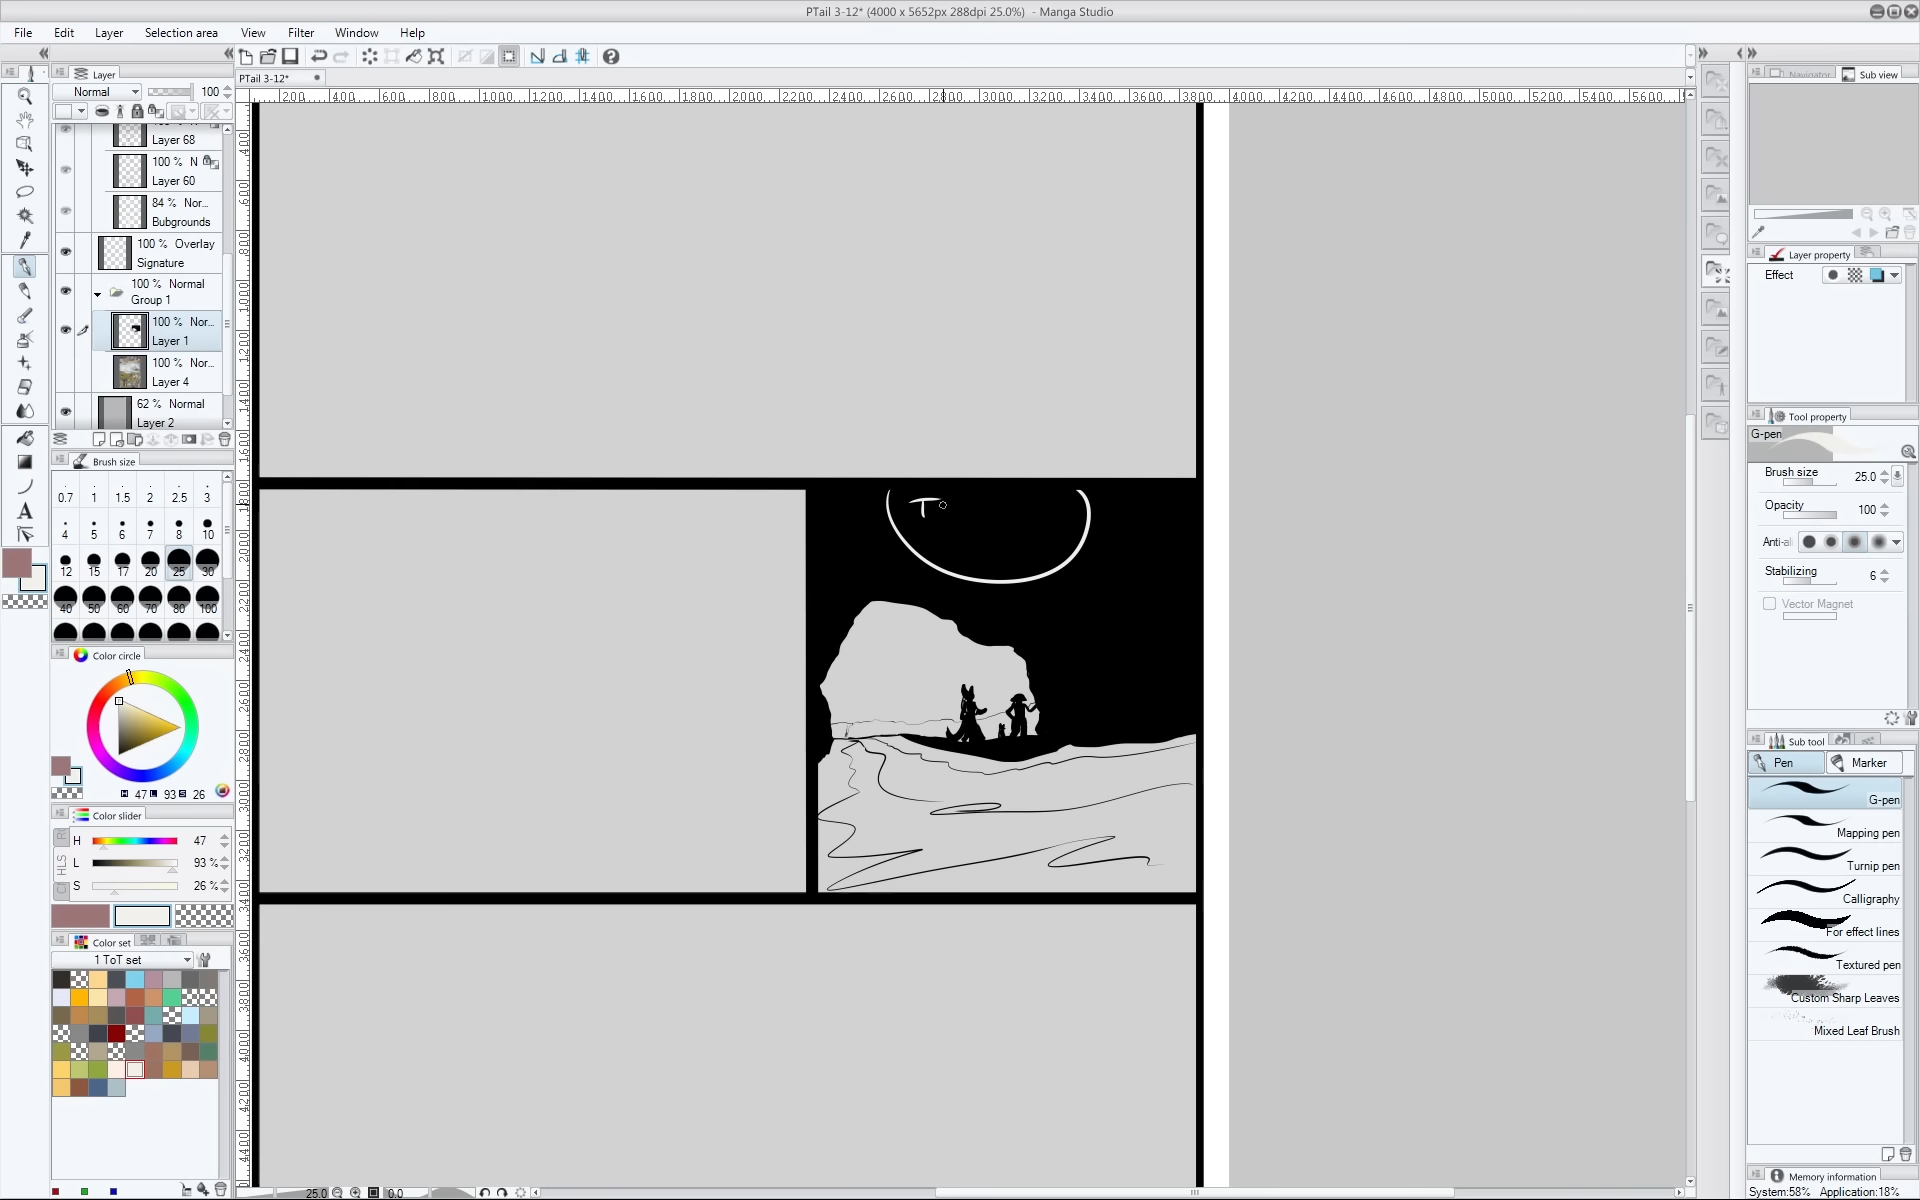 PTail 3-12* (4000 x 5652px 288dpi 25.0%) - Manga Studio
File Edit Layer Selection area View Filter Window Help
Layer
PTail 3-12*
Navigator
Sub view
Normal
100
Layer 68
100 % N
Layer 60
84 % Nor...
Bubgrounds
100 % Overlay
Signature
100 % Normal
Group 1
100 % Nor...
Layer 1
100 % Nor...
Layer 4
62 % Normal
Layer 2
Brush size
0.7 1 1.5 2 2.5 3
4 5 6 7 8 10
12 15 17 20 25 30
40 50 60 70 80 100
Color circle
47 93 26
Color slider
HLS
H 47
L 93 %
S 26 %
Color set
1 ToT set
T
25.0
0.0
Layer property
Effect
Tool property
G-pen
Brush size 25.0
Opacity 100
Anti-al
Stabilizing 6
Vector Magnet
Sub tool
Pen
Marker
G-pen
Mapping pen
Turnip pen
Calligraphy
For effect lines
Textured pen
Custom Sharp Leaves
Mixed Leaf Brush
Memory information
System:58% Application:18%